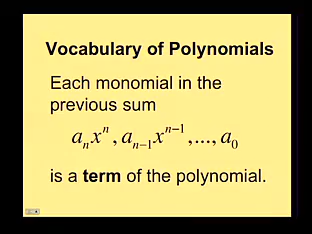 Vocabulary of Polynomials
Each monomial in the
previous sum
aₙxⁿ, aₙ₋₁xⁿ⁻¹,..., a₀
is a term of the polynomial.